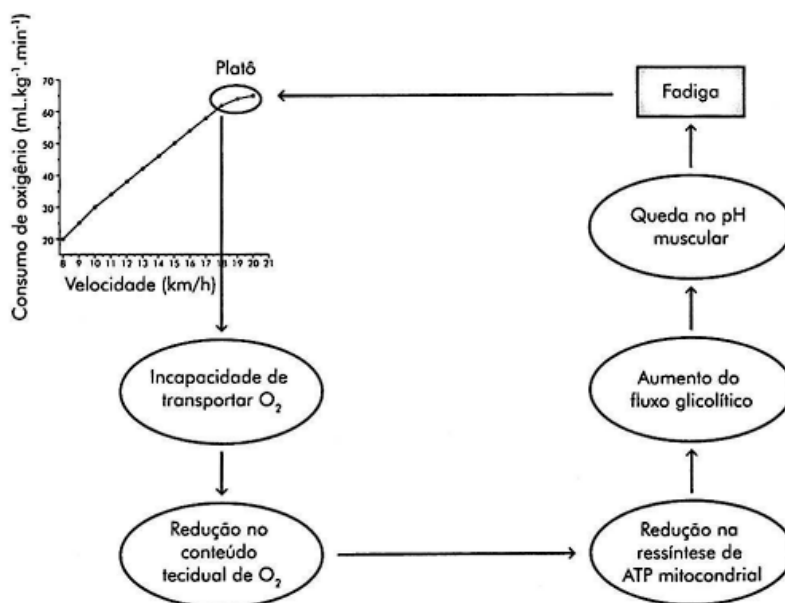 Platô
Consumo de oxigênio (mL.kg⁻¹.min⁻¹)
70
60
50
40
30
20
8 9 10 11 12 13 14 15 16 17 18 19 20 21
Velocidade (km/h)
Fadiga
Queda no pH
muscular
Incapacidade de
transportar O₂
Aumento do
fluxo glicolítico
Redução no
conteúdo
tecidual de O₂
Redução na
ressíntese de
ATP mitocondrial